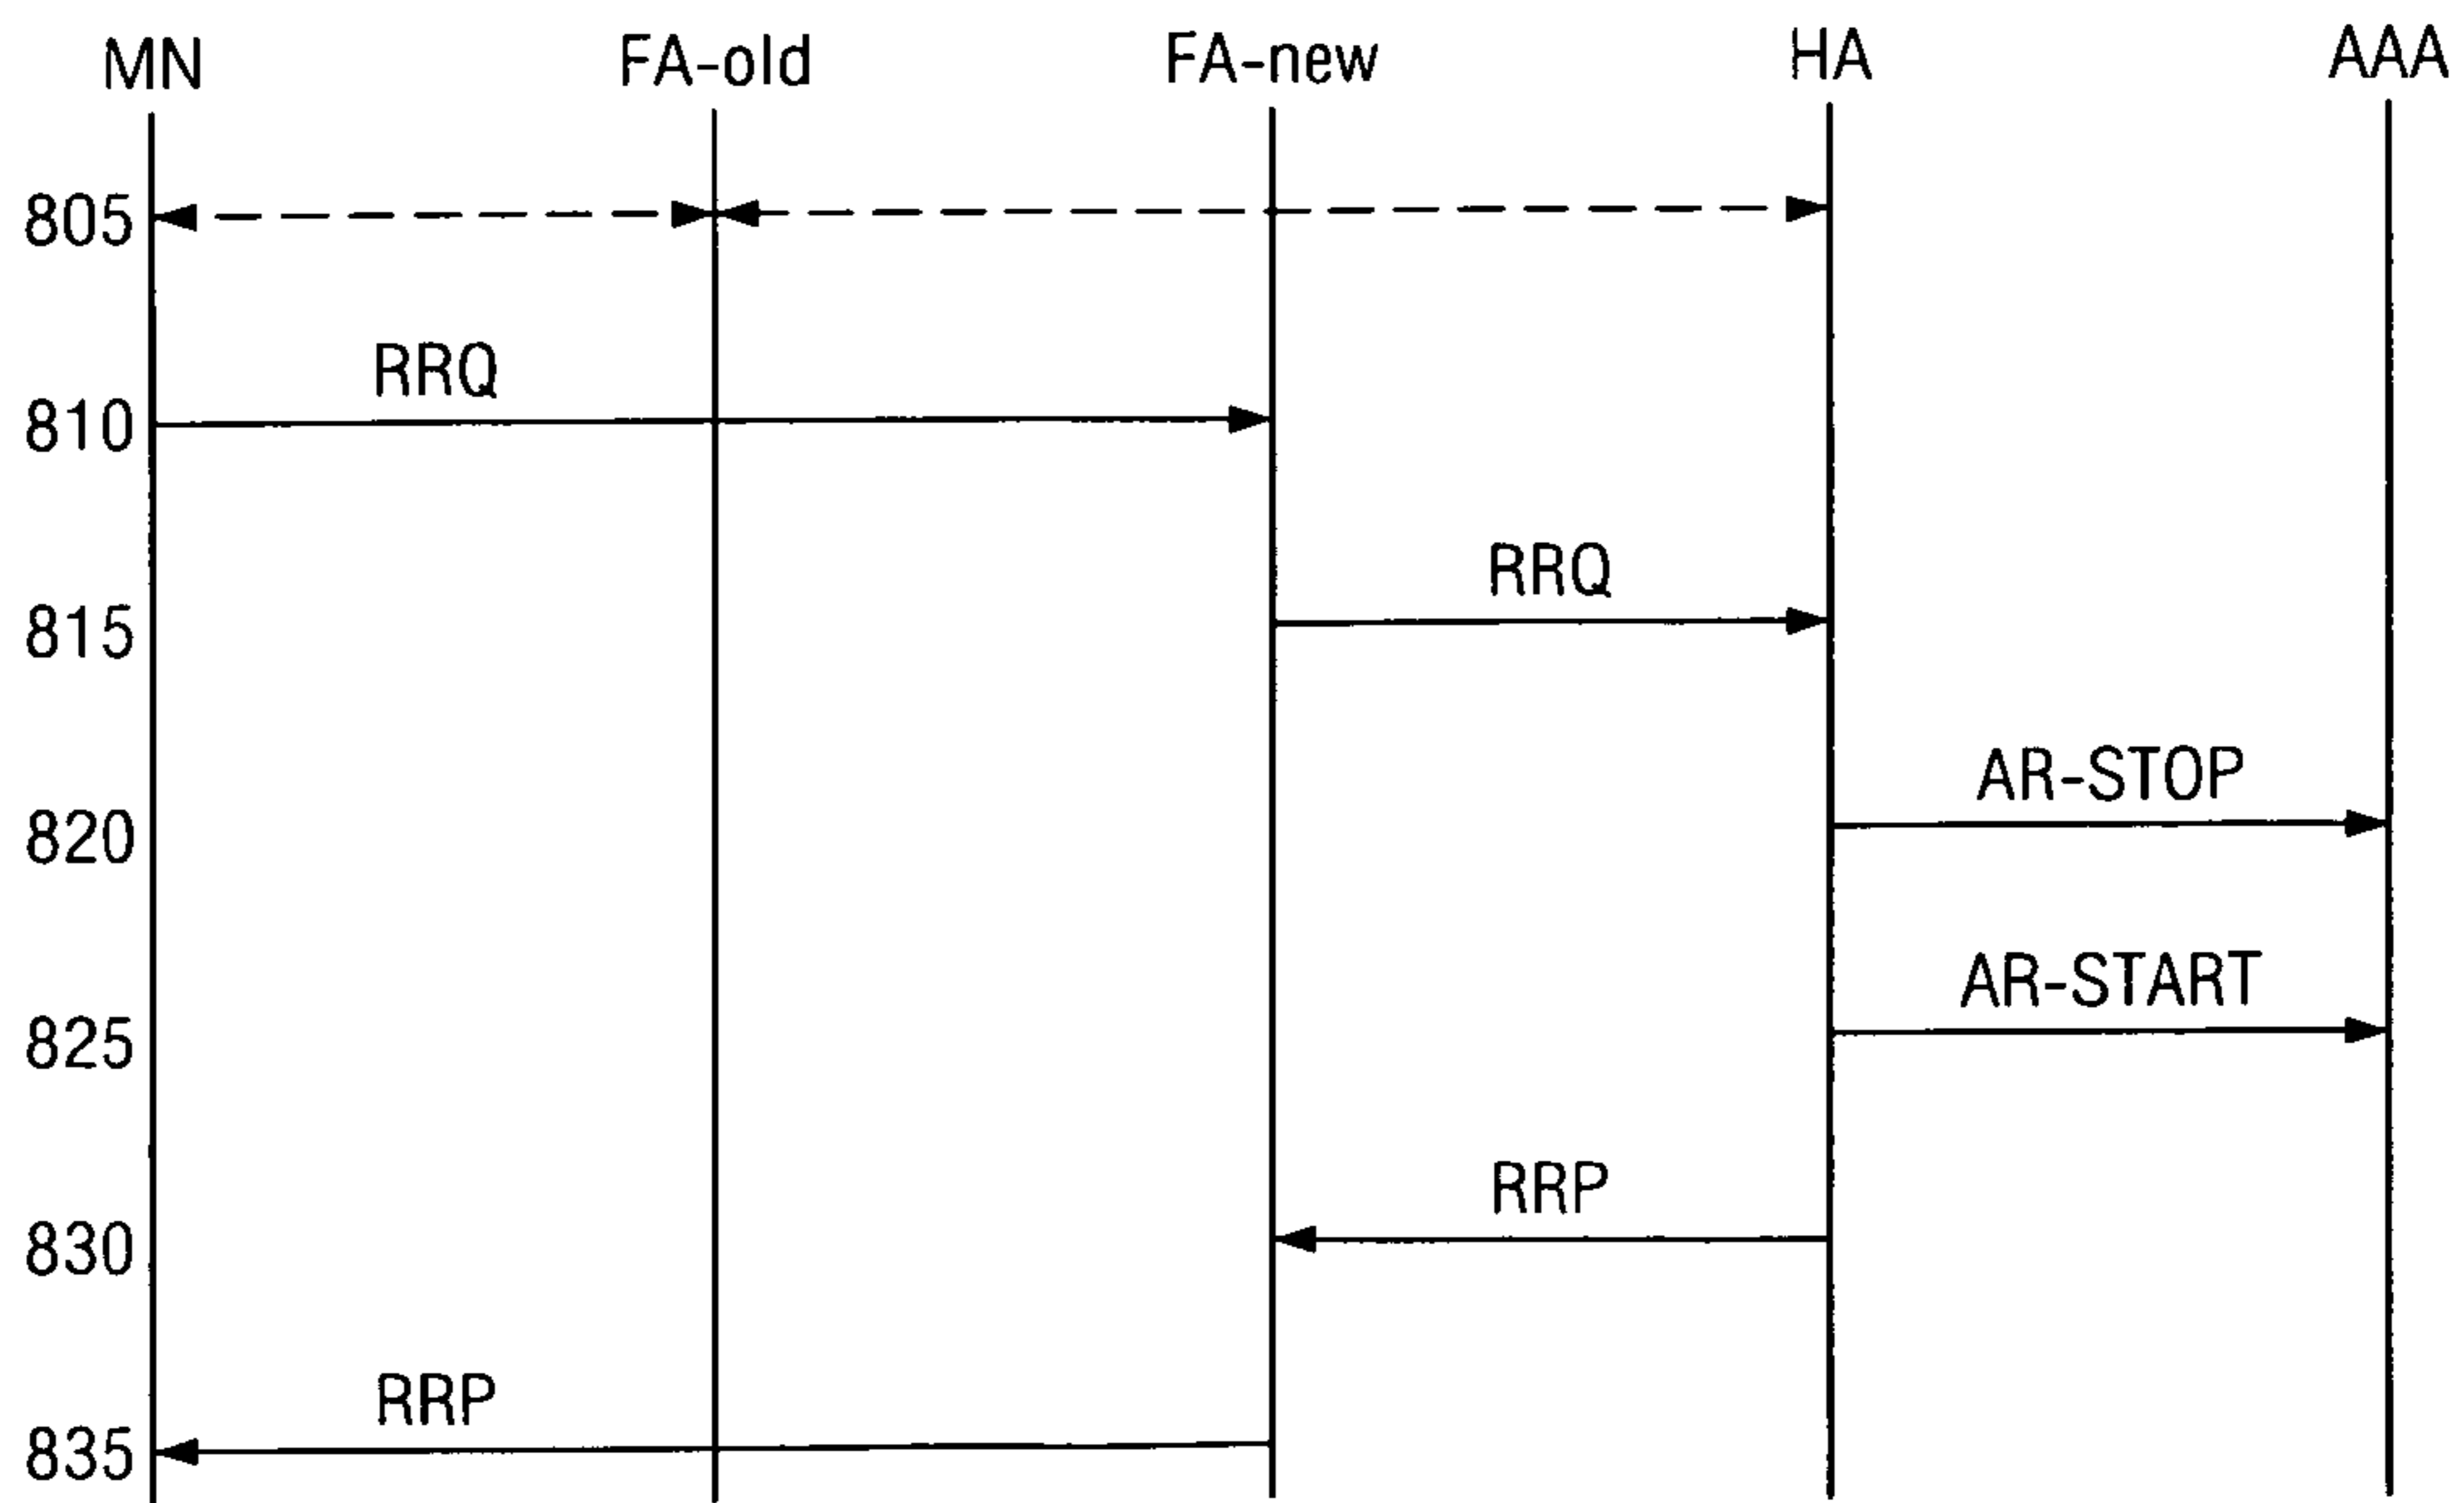 MN FA-old FA-new HA AAA
805
RRQ
810
RRQ
815
AR-STOP
820
AR-START
825
RRP
830
RRP
835